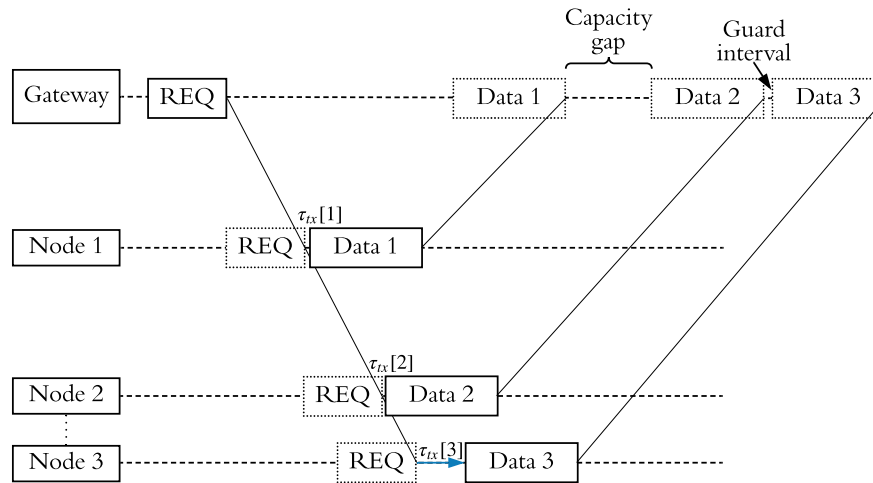 Capacity
gap
Guard
interval
Gateway
REQ
Data 1
Data 2
Data 3
τtx[1]
Node 1
REQ
Data 1
τtx[2]
Node 2
REQ
Data 2
τtx[3]
Node 3
REQ
Data 3